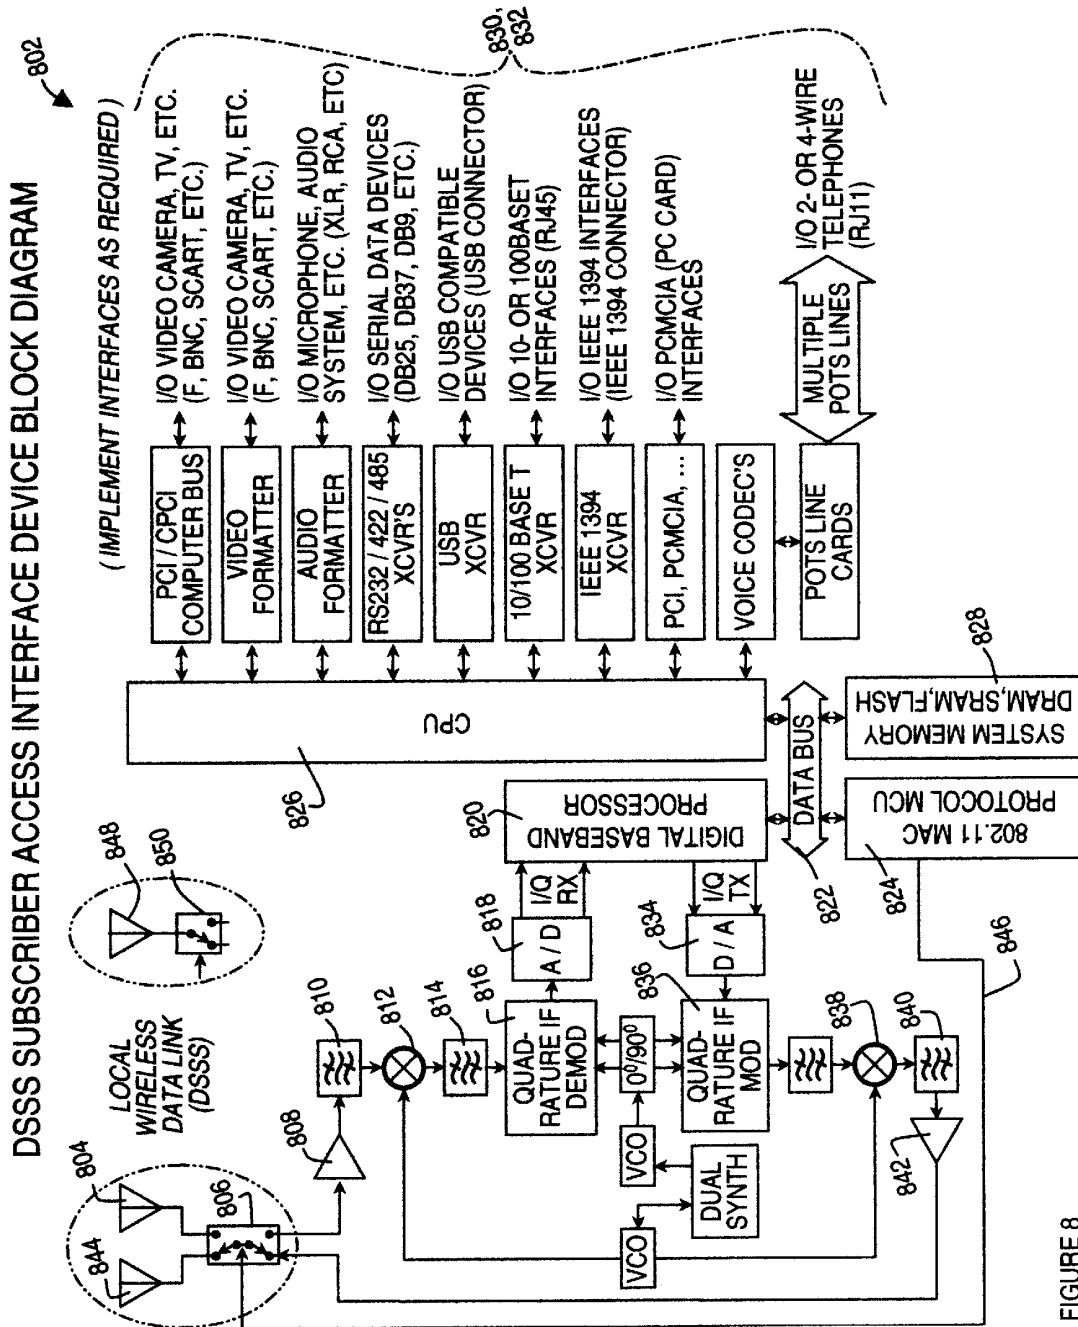 DSSS SUBSCRIBER ACCESS INTERFACE DEVICE BLOCK DIAGRAM
802
( IMPLEMENT INTERFACES AS REQUIRED )
830,
832
LOCAL
WIRELESS
DATA LINK
(DSSS)
844
804
806
848
850
808
810
812
814
QUAD-
RATURE IF
DEMOD
816
A / D
818
I/Q
RX
DIGITAL BASEBAND
PROCESSOR
820
VCO
VCO
DUAL
SYNTH
0⁰/90⁰
QUAD-
RATURE IF
MOD
836
D / A
834
I/Q
TX
838
840
842
846
CPU
826
DATA BUS
822
802.11 MAC
PROTOCOL MCU
824
SYSTEM MEMORY
DRAM,SRAM,FLASH
828
PCI / CPCI
COMPUTER BUS
I/O VIDEO CAMERA, TV, ETC.
(F, BNC, SCART, ETC.)
VIDEO
FORMATTER
I/O VIDEO CAMERA, TV, ETC.
(F, BNC, SCART, ETC.)
AUDIO
FORMATTER
I/O MICROPHONE, AUDIO
SYSTEM, ETC. (XLR, RCA, ETC)
RS232 / 422 / 485
XCVR'S
I/O SERIAL DATA DEVICES
(DB25, DB37, DB9, ETC.)
USB
XCVR
I/O USB COMPATIBLE
DEVICES (USB CONNECTOR)
10/100 BASE T
XCVR
I/O 10- OR 100BASET
INTERFACES (RJ45)
IEEE 1394
XCVR
I/O IEEE 1394 INTERFACES
(IEEE 1394 CONNECTOR)
PCI, PCMCIA, ...
I/O PCMCIA (PC CARD)
INTERFACES
VOICE CODEC'S
POTS LINE
CARDS
MULTIPLE
POTS LINES
I/O 2- OR 4-WIRE
TELEPHONES
(RJ11)
FIGURE 8